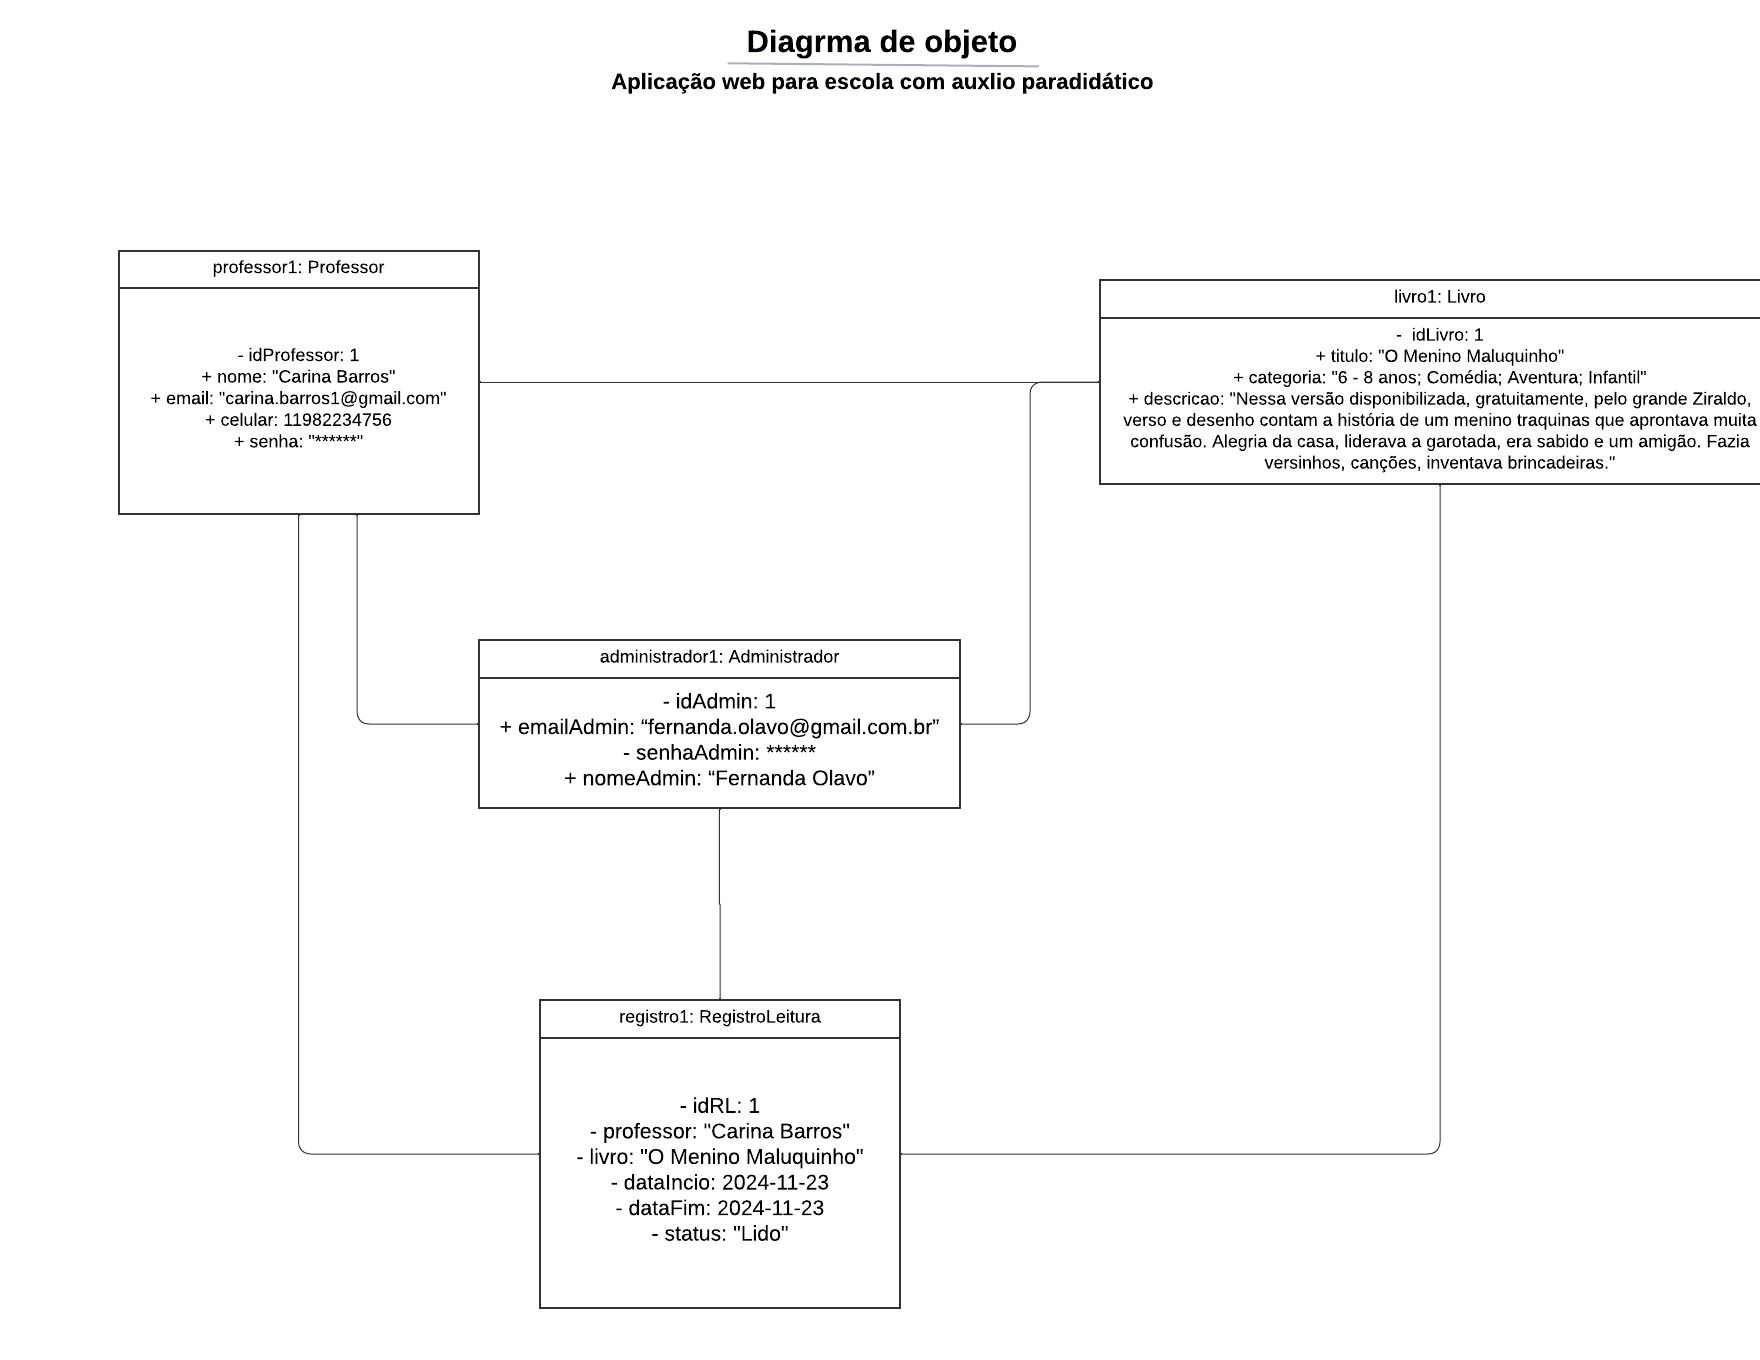 Diagrma de objeto
Aplicação web para escola com auxlio paradidático
professor1: Professor
- idProfessor: 1
+ nome: "Carina Barros"
+ email: "carina.barros1@gmail.com"
+ celular: 11982234756
+ senha: "******"
livro1: Livro
- idLivro: 1
+ titulo: "O Menino Maluquinho"
+ categoria: "6 - 8 anos; Comédia; Aventura; Infantil"
+ descricao: "Nessa versão disponibilizada, gratuitamente, pelo grande Ziraldo,
verso e desenho contam a história de um menino traquinas que aprontava muita
confusão. Alegria da casa, liderava a garotada, era sabido e um amigão. Fazia
versinhos, canções, inventava brincadeiras."
administrador1: Administrador
- idAdmin: 1
+ emailAdmin: “fernanda.olavo@gmail.com.br”
- senhaAdmin: ******
+ nomeAdmin: “Fernanda Olavo”
registro1: RegistroLeitura
- idRL: 1
- professor: "Carina Barros"
- livro: "O Menino Maluquinho"
- dataIncio: 2024-11-23
- dataFim: 2024-11-23
- status: "Lido"